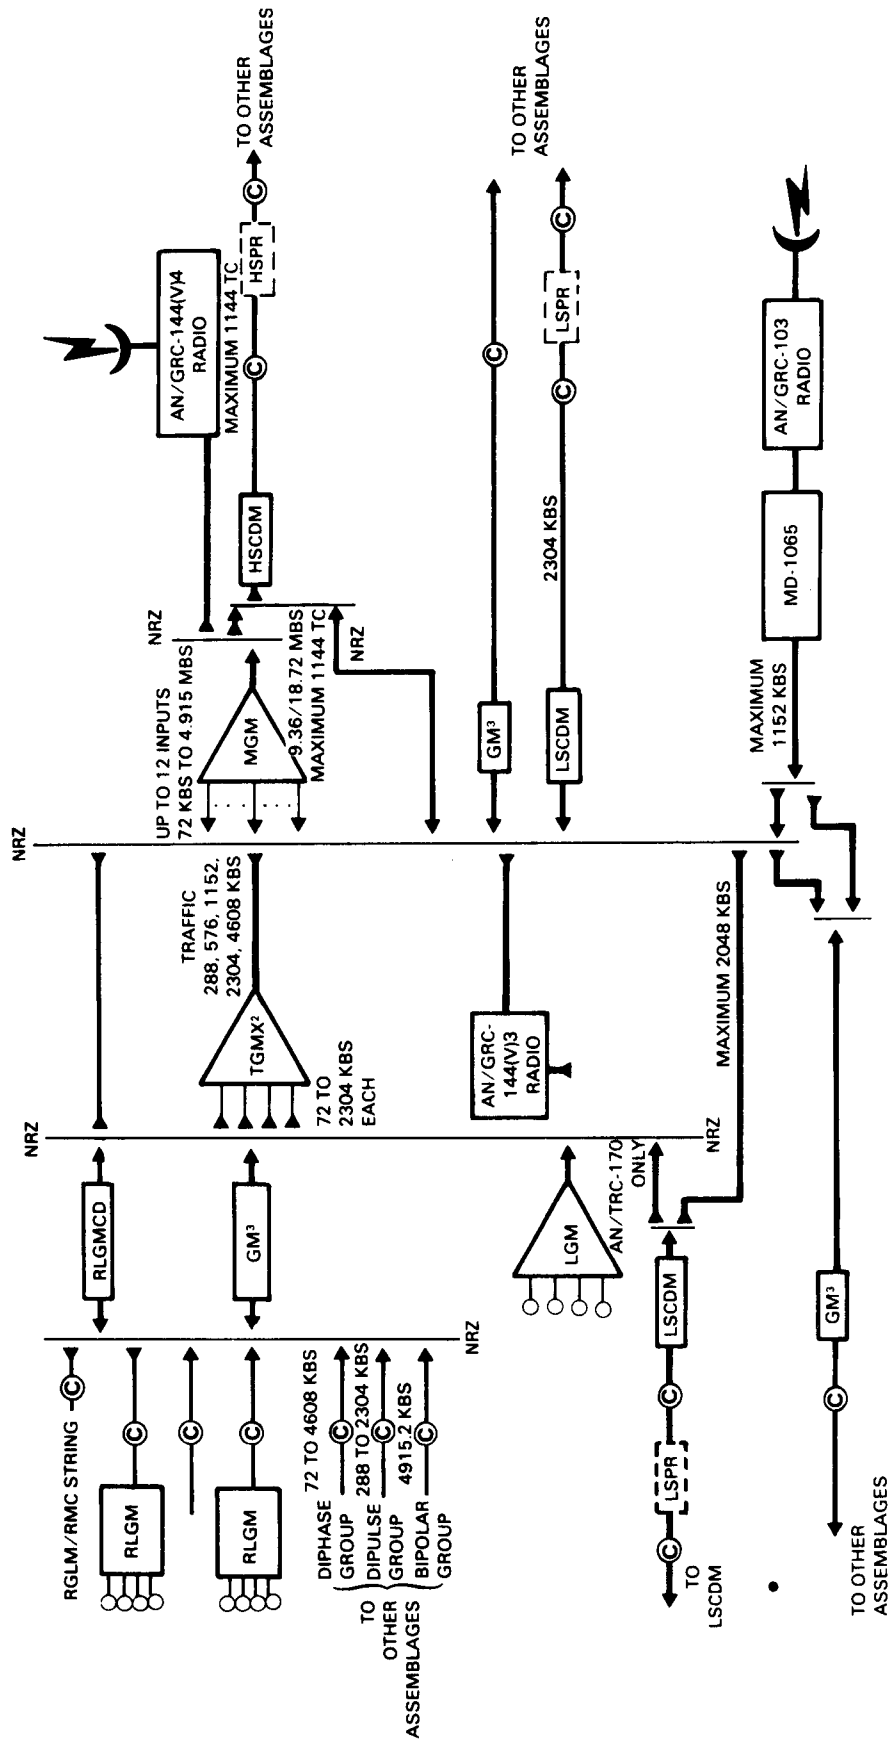 RGLM/RMC STRING
C
RLGM
C
C
RLGM
C
DIPHASE
GROUP
72 TO 4608 KBS
C
DIPULSE
GROUP
288 TO 2304 KBS
C
BIPOLAR
GROUP
4915.2 KBS
C
TO
OTHER
ASSEMBLAGES
NRZ
RLGMCD
GM³
NRZ
72 TO
2304 KBS
EACH
TGMX²
TRAFFIC
288, 576, 1152,
2304, 4608 KBS
NRZ
AN/GRC-
144(V)3
RADIO
LGM
AN/TRC-170
ONLY
NRZ
TO
LSCDM
C
LSPR
C
LSCDM
MAXIMUM 2048 KBS
TO OTHER
ASSEMBLAGES
C
GM³
UP TO 12 INPUTS
72 KBS TO 4.915 MBS
MGM
9.36/18.72 MBS
MAXIMUM 1144 TC
NRZ
NRZ
AN/GRC-144(V)4
RADIO
MAXIMUM 1144 TC
HSCDM
C
HSPR
C
TO OTHER
ASSEMBLAGES
GM³
C
LSCDM
2304 KBS
C
LSPR
C
TO OTHER
ASSEMBLAGES
MAXIMUM
1152 KBS
MD-1065
AN/GRC-103
RADIO